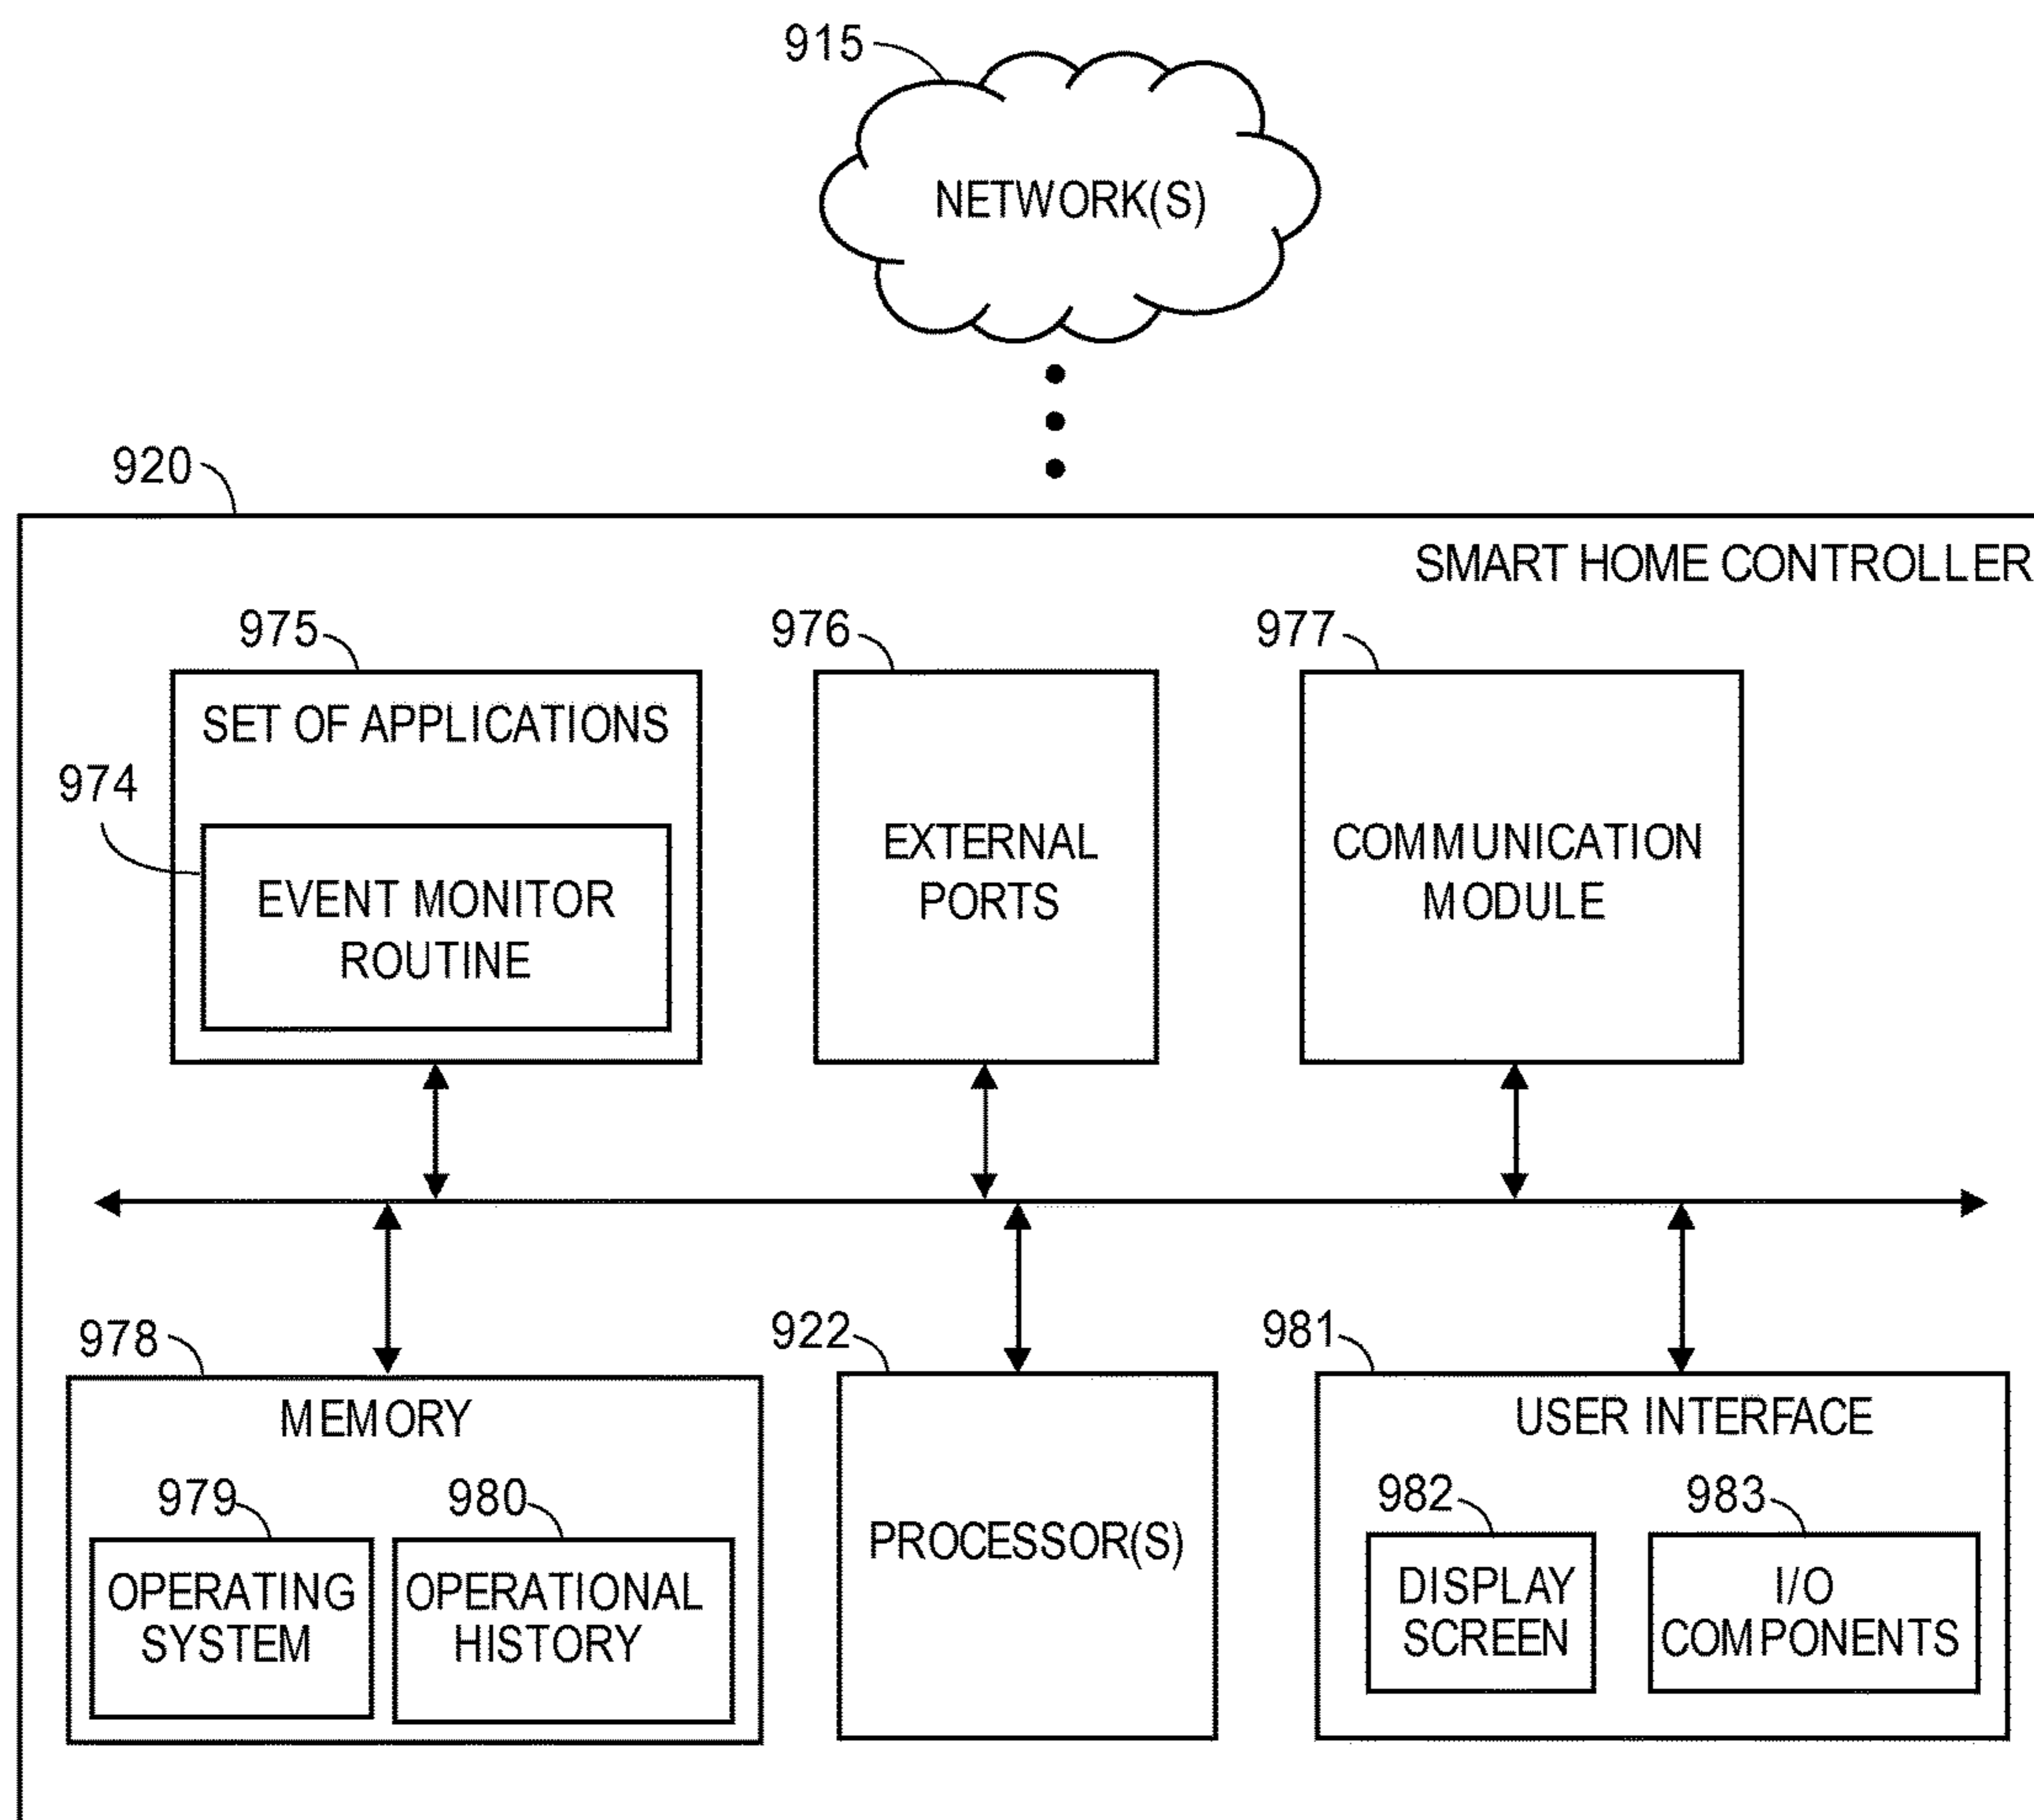 915
NETWORK(S)
920
SMART HOME CONTROLLER
975
976
977
SET OF APPLICATIONS
974
EVENT MONITOR
ROUTINE
EXTERNAL
PORTS
COMMUNICATION
MODULE
978
922
981
MEMORY
979
980
OPERATING
SYSTEM
OPERATIONAL
HISTORY
PROCESSOR(S)
USER INTERFACE
982
983
DISPLAY
SCREEN
I/O
COMPONENTS